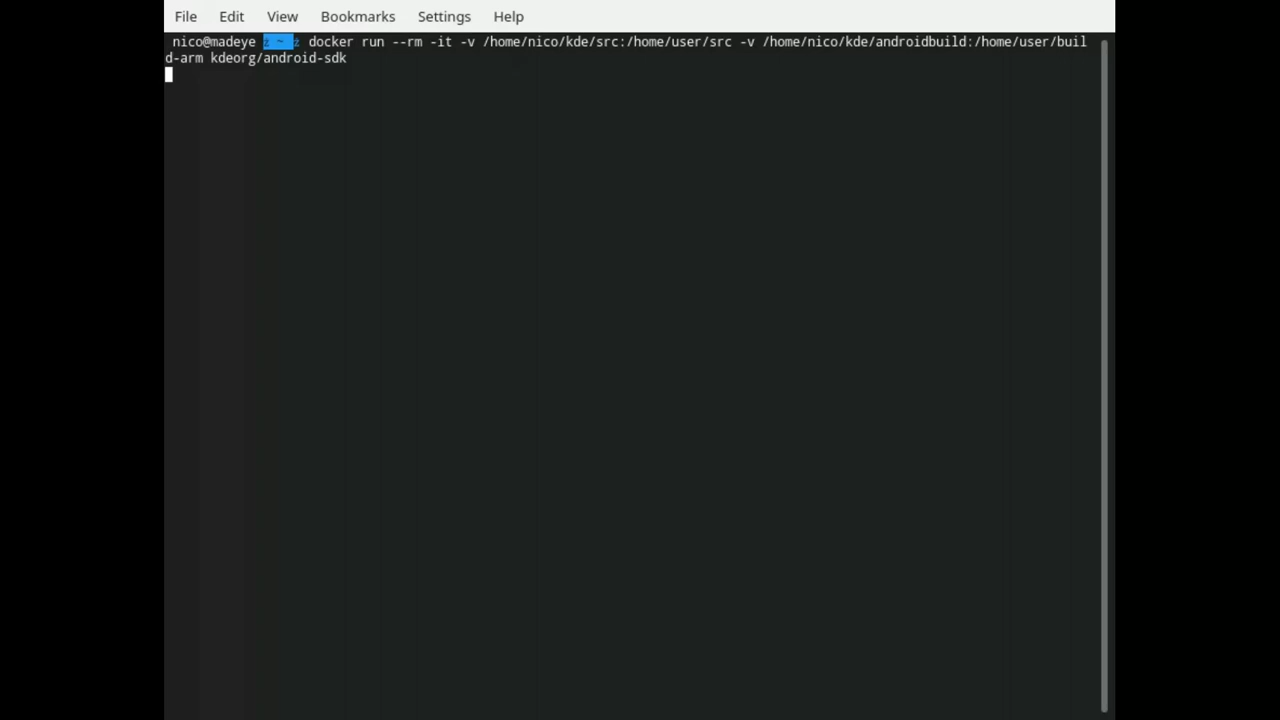 File Edit View Bookmarks Settings Help
nico@madeye ~ docker run --rm -it -v /home/nico/kde/src:/home/user/src -v /home/nico/kde/androidbuild:/home/user/buil
d-arm kdeorg/android-sdk